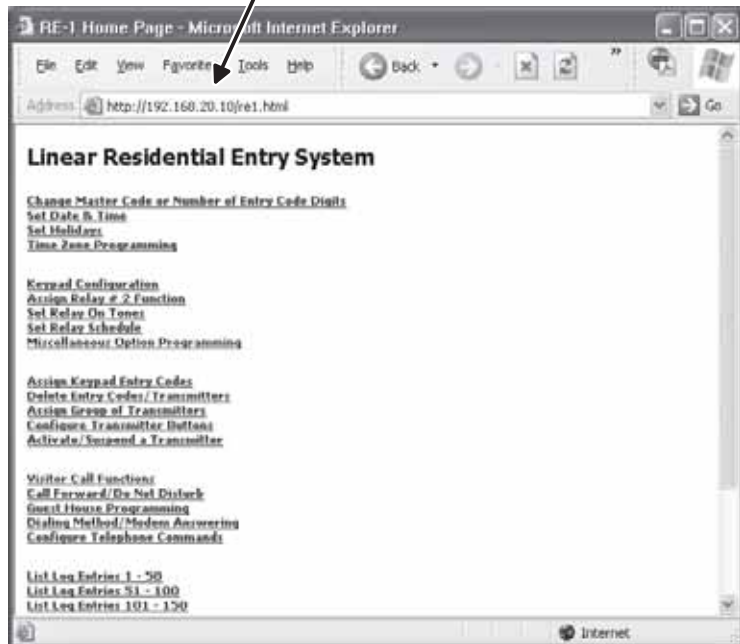 RE-1 Home Page - Microsoft Internet Explorer
File Edit View Favorites Tools Help Back
Address http://192.168.20.10/re1.html Go
Linear Residential Entry System
Change Master Code or Number of Entry Code Digits
Set Date & Time
Set Holidays
Time Zone Programming
Keypad Configuration
Assign Relay # 2 Function
Set Relay On Tones
Set Relay Schedule
Miscellaneous Option Programming
Assign Keypad Entry Codes
Delete Entry Codes/Transmitters
Assign Group of Transmitters
Configure Transmitter Buttons
Activate/Suspend a Transmitter
Visitor Call Functions
Call Forward/Do Not Disturb
Guest House Programming
Dialing Method/Modem Answering
Configure Telephone Commands
List Log Entries 1 - 50
List Log Entries 51 - 100
List Log Entries 101 - 150
Internet